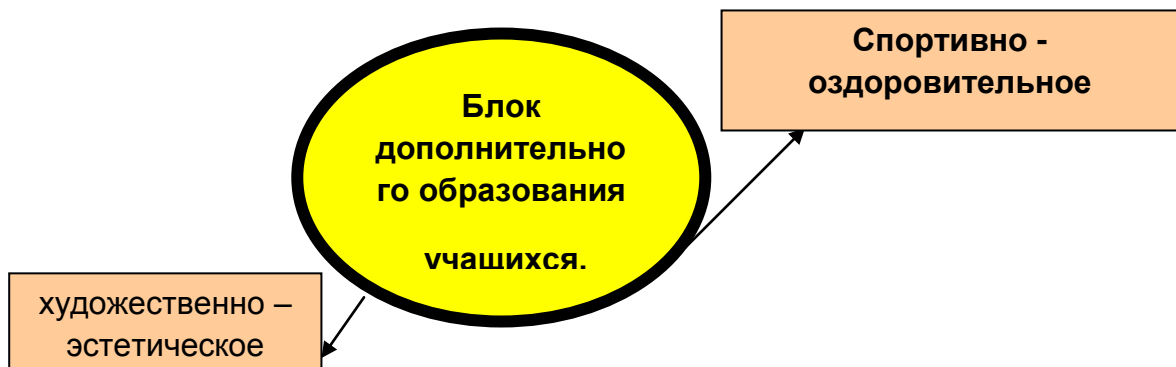 Спортивно -
оздоровительное
Блок
дополнительно
го образования
учащихся.
художественно –
эстетическое